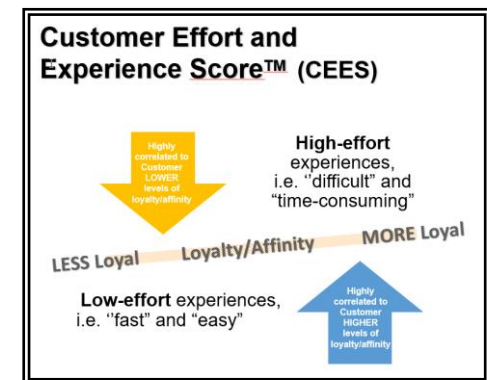 Customer Effort and
Experience Score™ (CEES)
Highly
correlated to
Customer
LOWER
levels of
loyalty/affinity
High-effort
experiences,
i.e. ‘‘difficult” and
“time-consuming”
LESS Loyal Loyalty/Affinity MORE Loyal
Low-effort experiences,
i.e. ‘‘fast” and “easy”
Highly
correlated to
Customer
HIGHER
levels of
loyalty/affinity